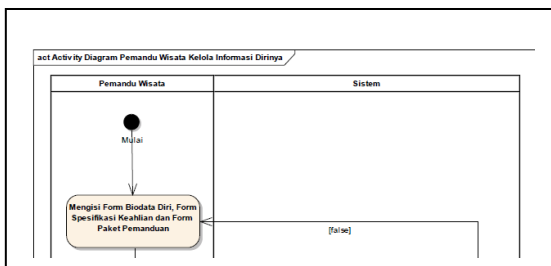 act Activity Diagram Pemandu Wisata Kelola Informasi Dirinya
Pemandu Wisata
Sistem
Mulai
Mengisi Form Biodata Diri, Form
Spesifikasi Keahlian dan Form
Paket Pemanduan
[false]